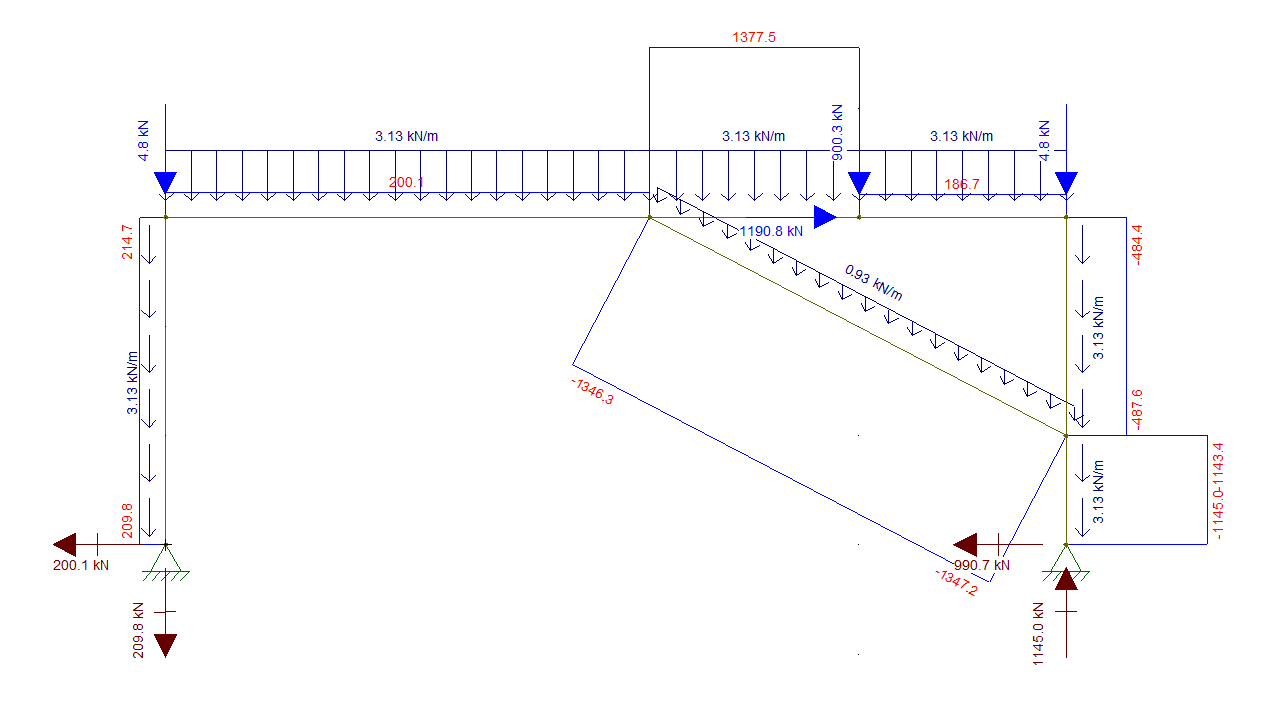 1377.5
4.8 kN
3.13 kN/m
3.13 kN/m
900.3 kN
3.13 kN/m
4.8 kN
200.1
186.7
214.7
1190.8 kN
-484.4
0.93 kN/m
3.13 kN/m
3.13 kN/m
-1346.3
-487.6
209.8
3.13 kN/m
-1145.0-1143.4
200.1 kN
990.7 kN
-1347.2
209.8 kN
1145.0 kN